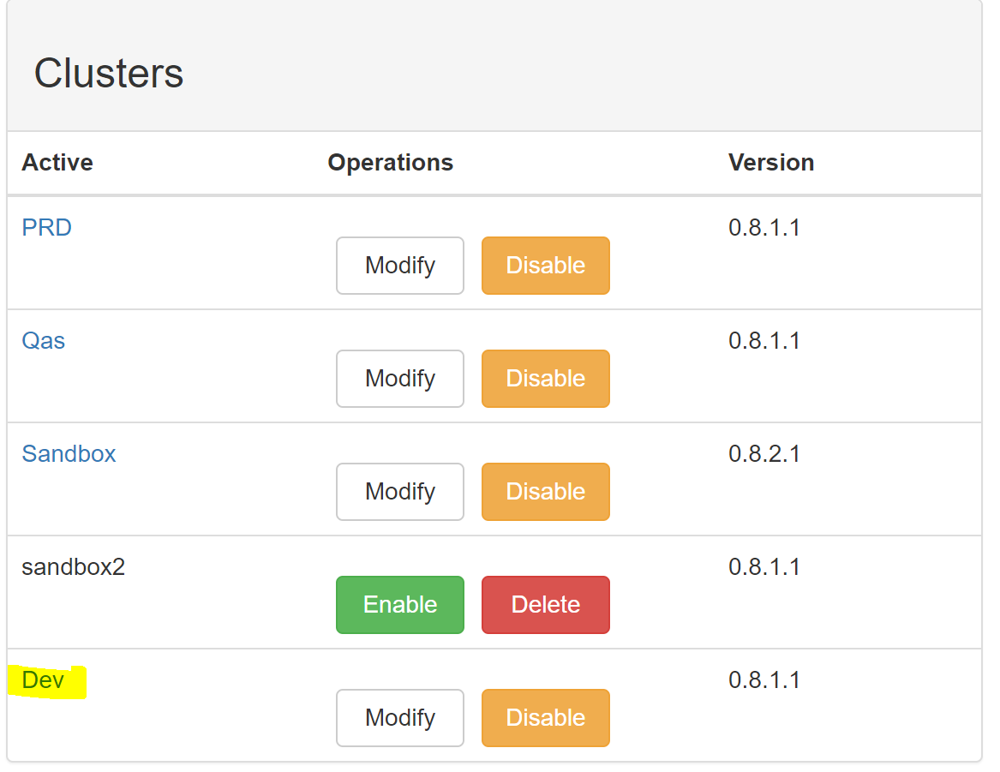 Clusters
Active Operations Version
PRD 0.8.1.1
Modify Disable
Qas 0.8.1.1
Modify Disable
Sandbox 0.8.2.1
Modify Disable
sandbox2 0.8.1.1
Enable Delete
Dev 0.8.1.1
Modify Disable